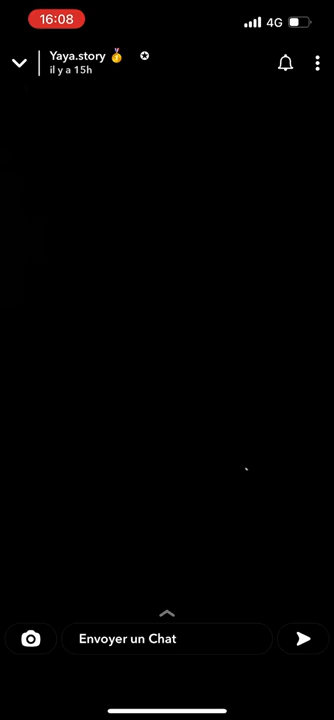 16:08
4G
Yaya.story 🏅
il y a 15h
Envoyer un Chat